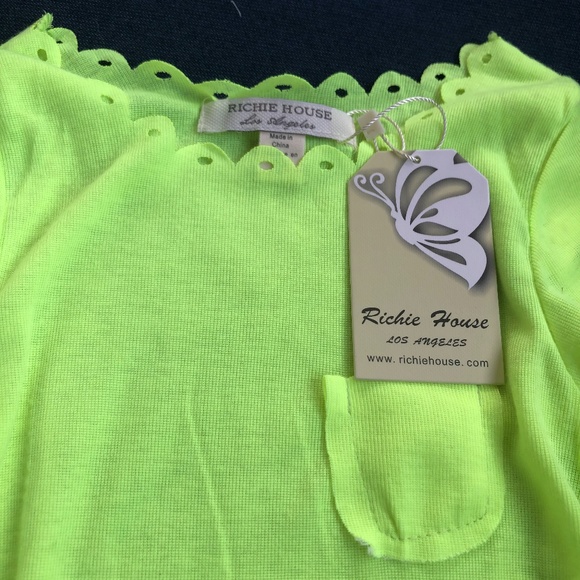 RICHIE HOUSE
Los Angeles
Made in
China
Richie House
LOS ANGELES
www.richiehouse.com